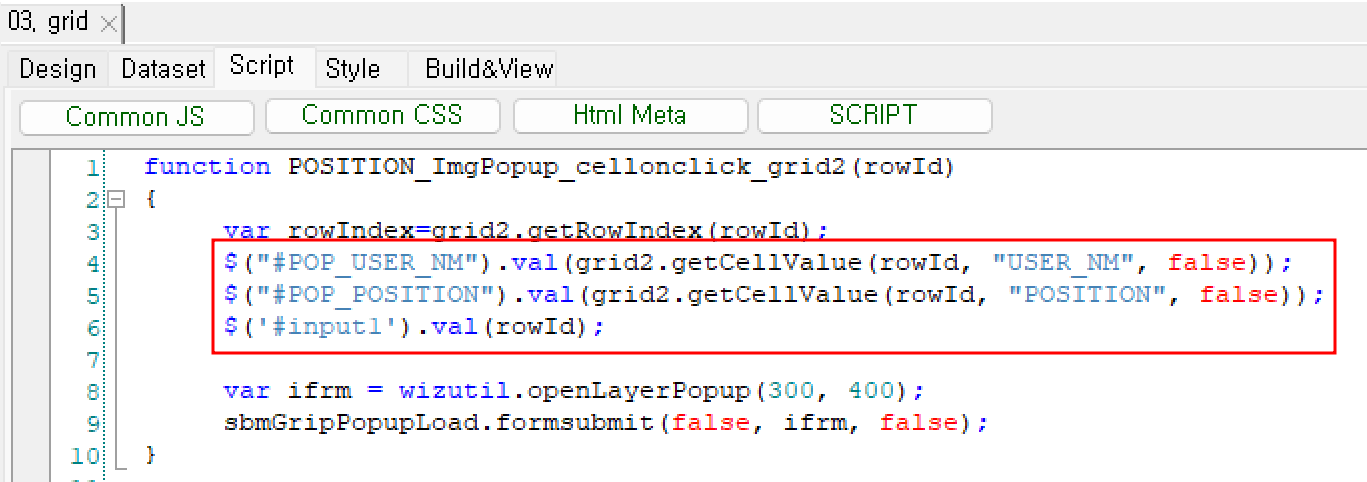 03, grid ×
Design Dataset Script Style Build&View
Common JS Common CSS Html Meta SCRIPT
1 function POSITION_ImgPopup_cellonclick_grid2(rowId)
2 {
3 var rowIndex=grid2.getRowIndex(rowId);
4 $("#POP_USER_NM").val(grid2.getCellValue(rowId, "USER_NM", false));
5 $("#POP_POSITION").val(grid2.getCellValue(rowId, "POSITION", false));
6 $('#input1').val(rowId);
7
8 var ifrm = wizutil.openLayerPopup(300, 400);
9 sbmGripPopupLoad.formsubmit(false, ifrm, false);
10 }